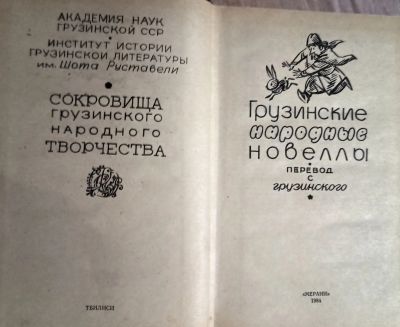 АКАДЕМИЯ НАУК
ГРУЗИНСКОЙ ССР
ИНСТИТУТ ИСТОРИИ
ГРУЗИНСКОЙ ЛИТЕРАТУРЫ
им. Шота Руставели
СОКРОВИЩА
ГРУЗИНСКОГО
НАРОДНОГО
ТВОРЧЕСТВА
ТБИЛИСИ
Грузинские
народные
новеллы
ПЕРЕВОД
С
грузинского
«МЕРАНИ»
1984